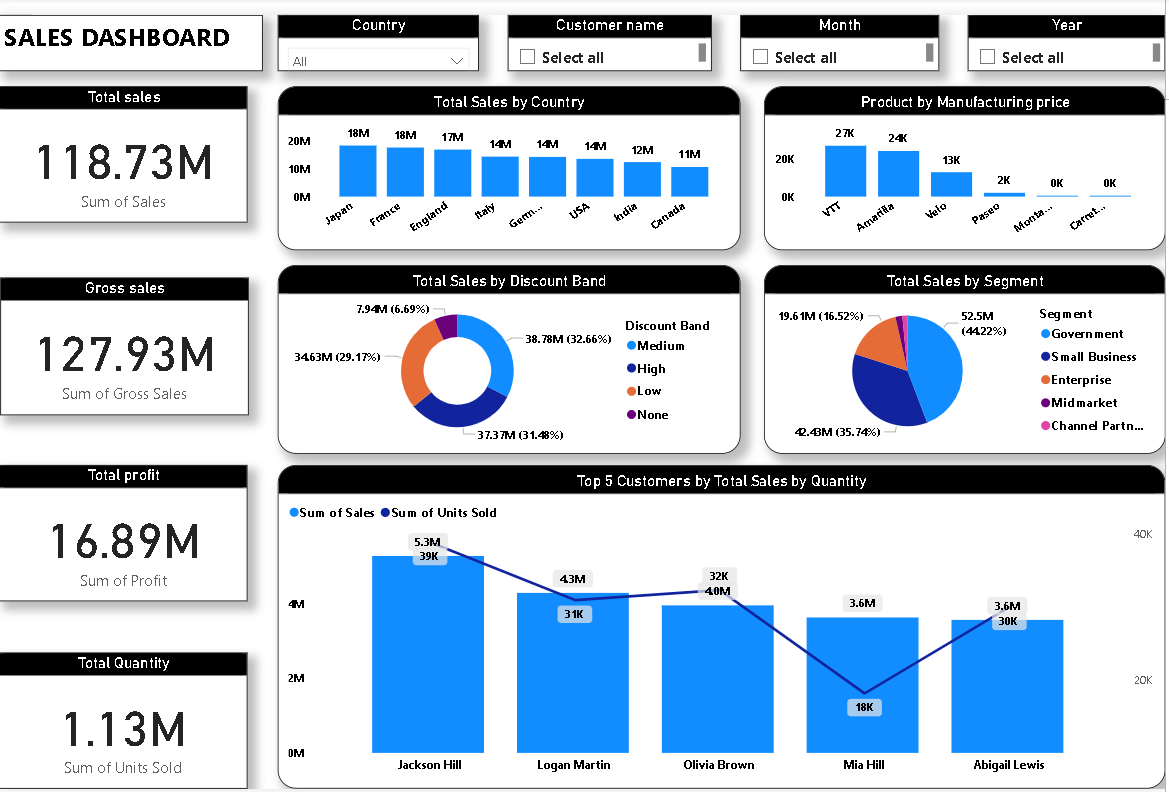 SALES DASHBOARD
Country
All
Customer name
Select all
Month
Select all
Year
Select all
Total sales
118.73M
Sum of Sales
Gross sales
127.93M
Sum of Gross Sales
Total profit
16.89M
Sum of Profit
Total Quantity
1.13M
Sum of Units Sold
Total Sales by Country
20M
10M
0M
18M
18M
17M
14M
14M
14M
12M
11M
Japan
France
England
Italy
Germ...
USA
India
Canada
Product by Manufacturing price
20K
0K
27K
24K
13K
2K
0K
0K
VTT
Amarilla
Velo
Paseo
Monta...
Carret...
Total Sales by Discount Band
7.94M (6.69%)
38.78M (32.66%)
34.63M (29.17%)
37.37M (31.48%)
Discount Band
Medium
High
Low
None
Total Sales by Segment
19.61M (16.52%)
52.5M
(44.22%)
42.43M (35.74%)
Segment
Government
Small Business
Enterprise
Midmarket
Channel Partn...
Top 5 Customers by Total Sales by Quantity
Sum of Sales Sum of Units Sold
4M
2M
0M
40K
20K
5.3M
39K
4.3M
31K
32K
4.0M
3.6M
18K
3.6M
30K
Jackson Hill
Logan Martin
Olivia Brown
Mia Hill
Abigail Lewis